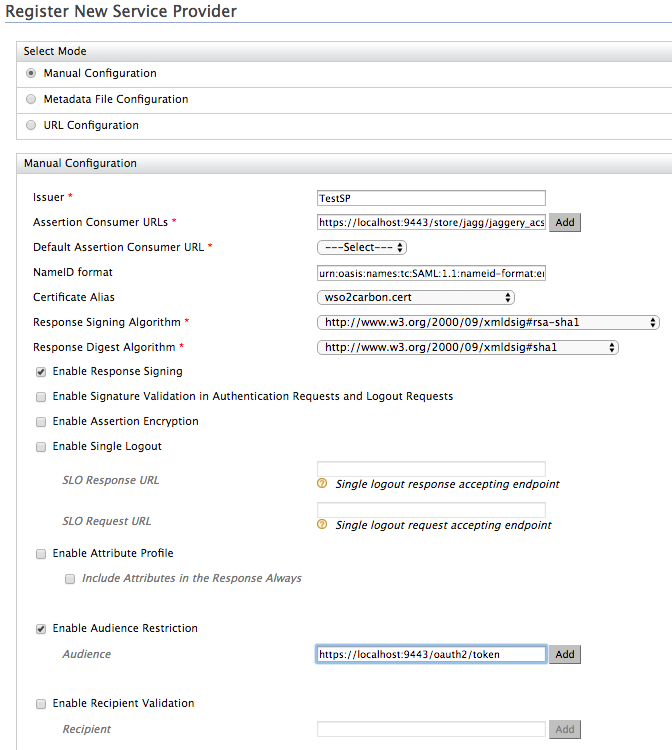 Register New Service Provider
Select Mode
Manual Configuration
Metadata File Configuration
URL Configuration
Manual Configuration
Issuer * TestSP
Assertion Consumer URLs * https://localhost:9443/store/jagg/jaggery_acs Add
Default Assertion Consumer URL * ---Select---
NameID format urn:oasis:names:tc:SAML:1.1:nameid-format:e
Certificate Alias wso2carbon.cert
Response Signing Algorithm * http://www.w3.org/2000/09/xmldsig#rsa-sha1
Response Digest Algorithm * http://www.w3.org/2000/09/xmldsig#sha1
Enable Response Signing
Enable Signature Validation in Authentication Requests and Logout Requests
Enable Assertion Encryption
Enable Single Logout
SLO Response URL
? Single logout response accepting endpoint
SLO Request URL
? Single logout request accepting endpoint
Enable Attribute Profile
Include Attributes in the Response Always
Enable Audience Restriction
Audience https://localhost:9443/oauth2/token Add
Enable Recipient Validation
Recipient Add